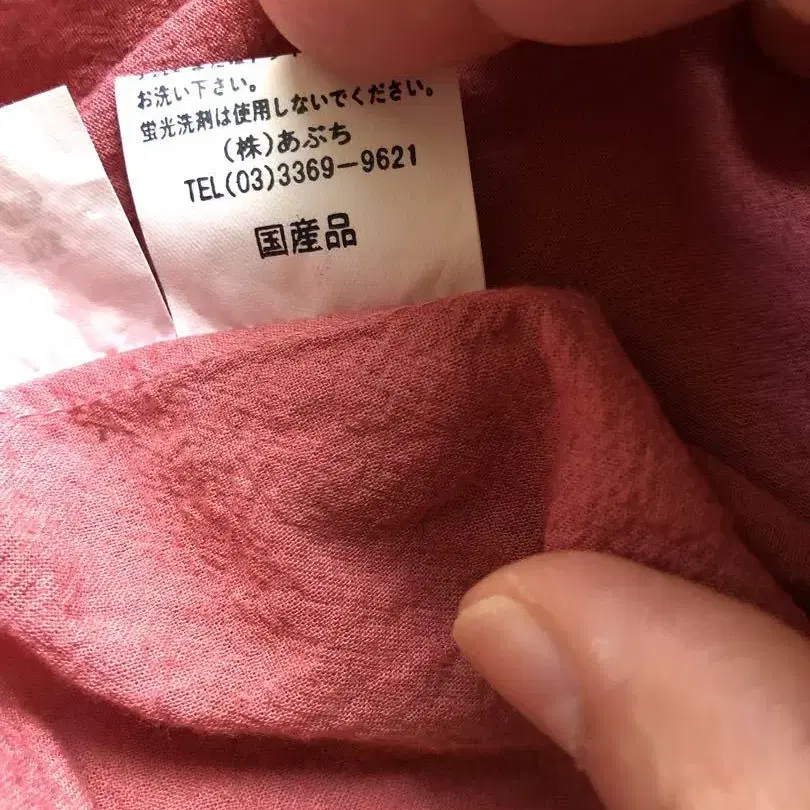 お洗い下さい。
蛍光洗剤は使用しないでください。
(株)あぶち
TEL(03)3369-9621
国産品